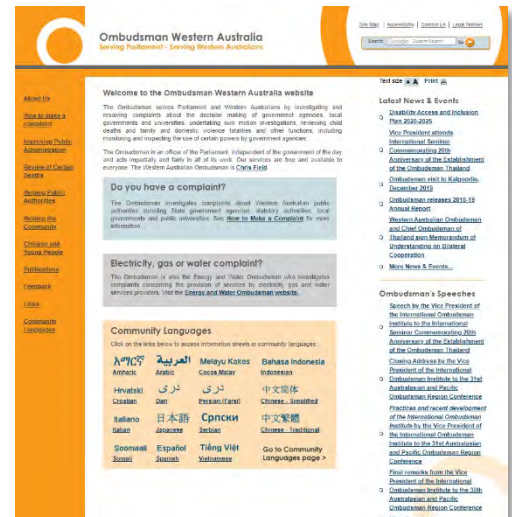 Ombudsman Western Australia
Serving Parliament - Serving Western Australians
Site Map | Accessibility | Contact Us | Legal Notices
Search: Google Custom Search Go
Text size A A Print
About Us
How to make a
complaint
Improving Public
Administration
Review of Certain
Deaths
Helping Public
Authorities
Helping the
Community
Children and
Young People
Publications
Feedback
Links
Community
Languages
Welcome to the Ombudsman Western Australia website
The Ombudsman serves Parliament and Western Australians by investigating and
resolving complaints about the decision making of government agencies, local
governments and universities, undertaking own motion investigations, reviewing child
deaths and family and domestic violence fatalities and other functions, including
monitoring and inspecting the use of certain powers by government agencies.
The Ombudsman is an officer of the Parliament, independent of the government of the day
and acts impartially and fairly in all of its work. Our services are free and available to
everyone. The Western Australian Ombudsman is Chris Field.
Do you have a complaint?
The Ombudsman investigates complaints about Western Australian public
authorities including State government agencies, statutory authorities, local
governments and public universities. See How to Make a Complaint for more
information.
Electricity, gas or water complaint?
The Ombudsman is also the Energy and Water Ombudsman who investigates
complaints concerning the provision of services by electricity, gas and water
services providers. Visit the Energy and Water Ombudsman website.
Community Languages
Click on the links below to access information sheets in community languages.
አማርኛ العربية Melayu Kokos Bahasa Indonesia
Amharic Arabic Cocos Malay Indonesian
Hrvatski دری دری 中文简体
Croatian Dari Persian (Farsi) Chinese - Simplified
Italiano 日本語 Српски 中文繁體
Italian Japanese Serbian Chinese - Traditional
Soomaali Español Tiếng Việt Go to Community
Somali Spanish Vietnamese Languages page >
Latest News & Events
Disability Access and Inclusion
Plan 2020-2025
Vice President attends
International Seminar
Commemorating 20th
Anniversary of the Establishment
of the Ombudsman Thailand
Ombudsman visit to Kalgoorlie,
December 2019
Ombudsman releases 2018-19
Annual Report
Western Australian Ombudsman
and Chief Ombudsman of
Thailand sign Memorandum of
Understanding on Bilateral
Cooperation
More News & Events...
Ombudsman's Speeches
Speech by the Vice President of
the International Ombudsman
Institute to the International
Seminar Commemorating 20th
Anniversary of the Establishment
of the Ombudsman Thailand
Closing Address by the Vice
President of the International
Ombudsman Institute to the 31st
Australasian and Pacific
Ombudsman Region Conference
Practices and recent development
of the International Ombudsman
Institute by the Vice President of
the International Ombudsman
Institute to the 31st Australasian
and Pacific Ombudsman Region
Conference
Final remarks from the Vice
President of the International
Ombudsman Institute to the 30th
Australasian and Pacific
Ombudsman Region Conference